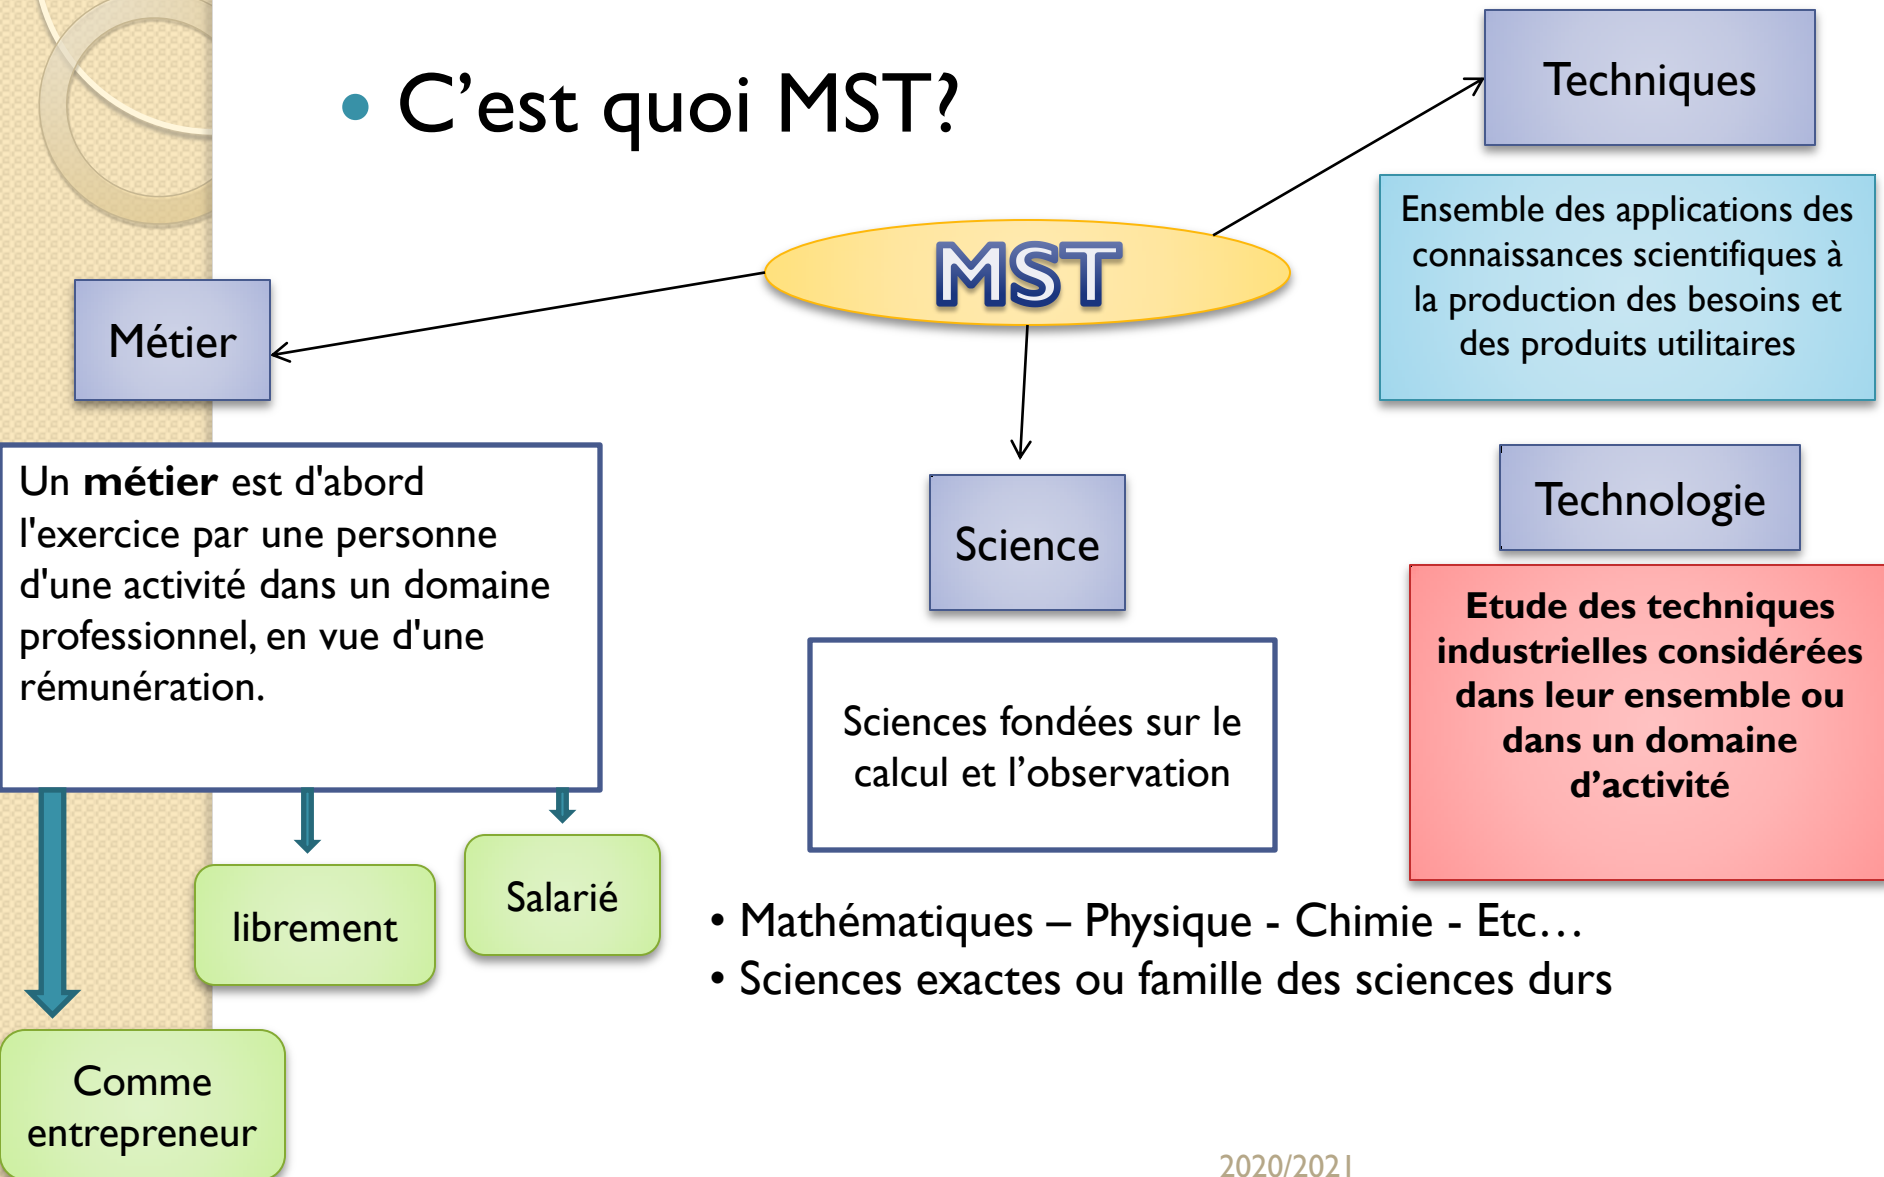 • C’est quoi MST?
Techniques
Ensemble des applications des
connaissances scientifiques à
la production des besoins et
des produits utilitaires
MST
Métier
Un métier est d'abord
l'exercice par une personne
d'une activité dans un domaine
professionnel, en vue d'une
rémunération.
Science
Technologie
Etude des techniques
industrielles considérées
dans leur ensemble ou
dans un domaine
d’activité
Sciences fondées sur le
calcul et l’observation
Salarié
librement
Comme
entrepreneur
• Mathématiques – Physique - Chimie - Etc…
• Sciences exactes ou famille des sciences durs
2020/2021